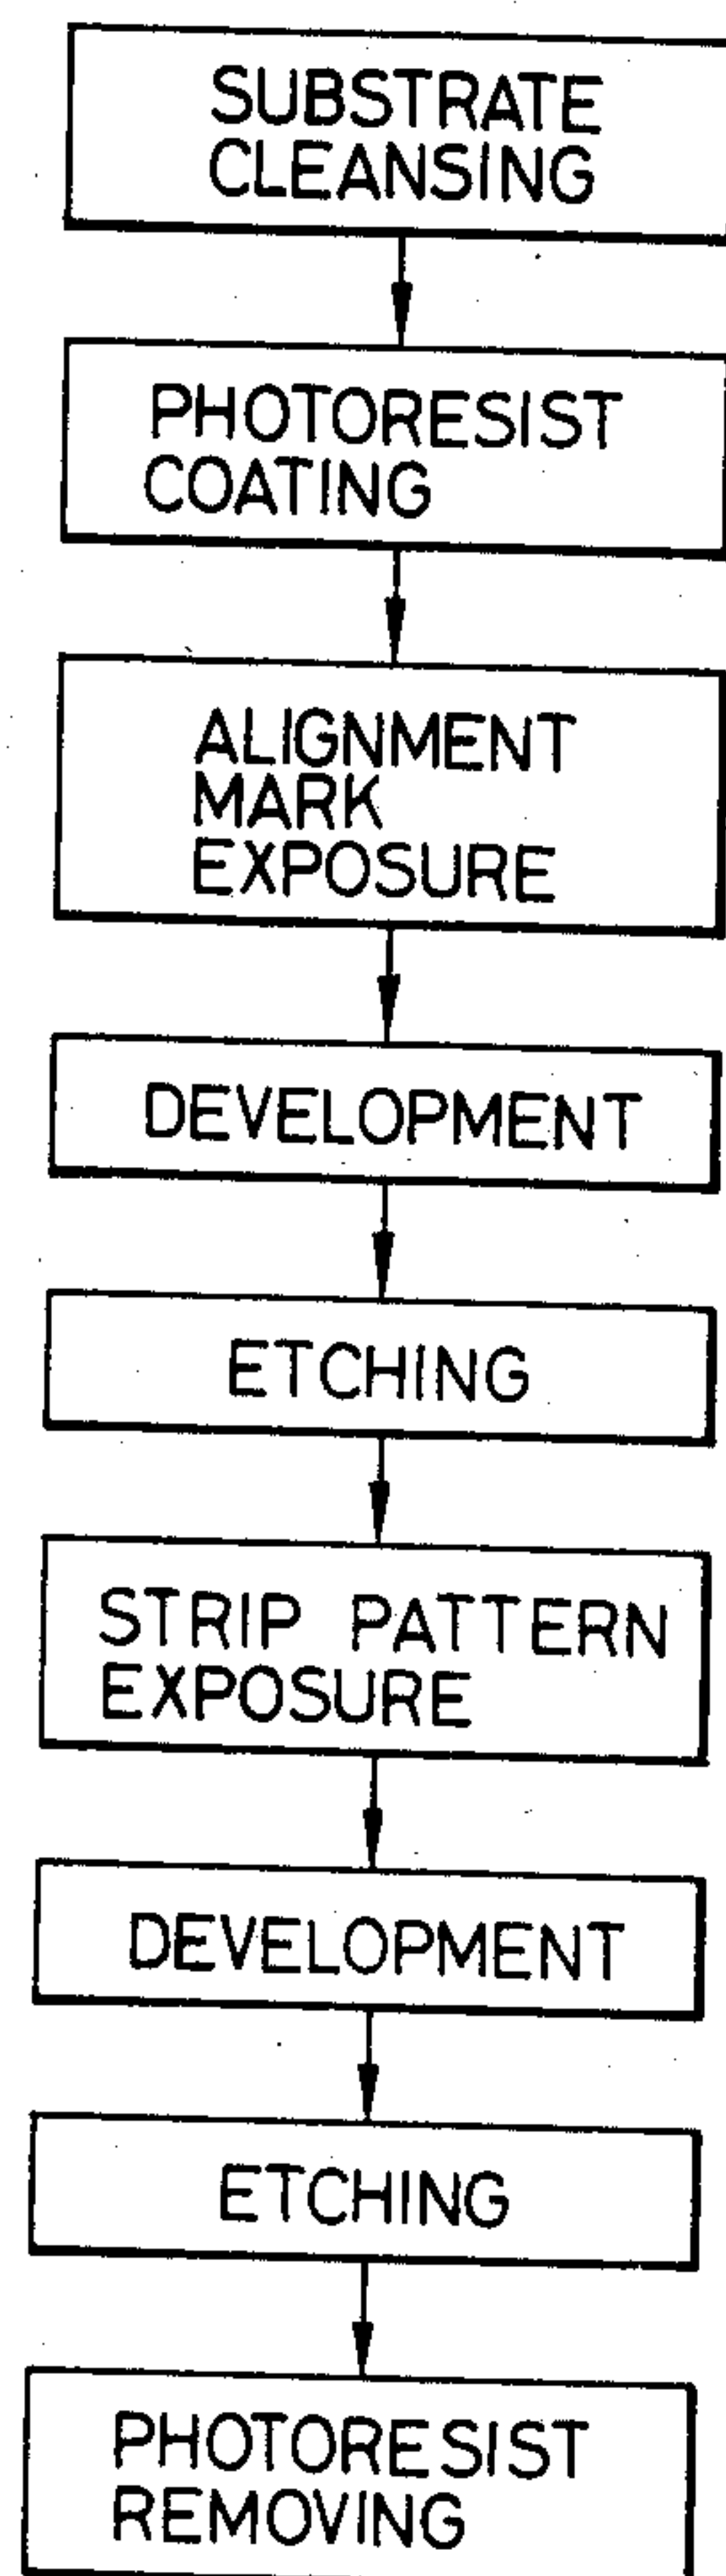 SUBSTRATE
CLEANSING
PHOTORESIST
COATING
ALIGNMENT
MARK
EXPOSURE
DEVELOPMENT
ETCHING
STRIP PATTERN
EXPOSURE
DEVELOPMENT
ETCHING
PHOTORESIST
REMOVING